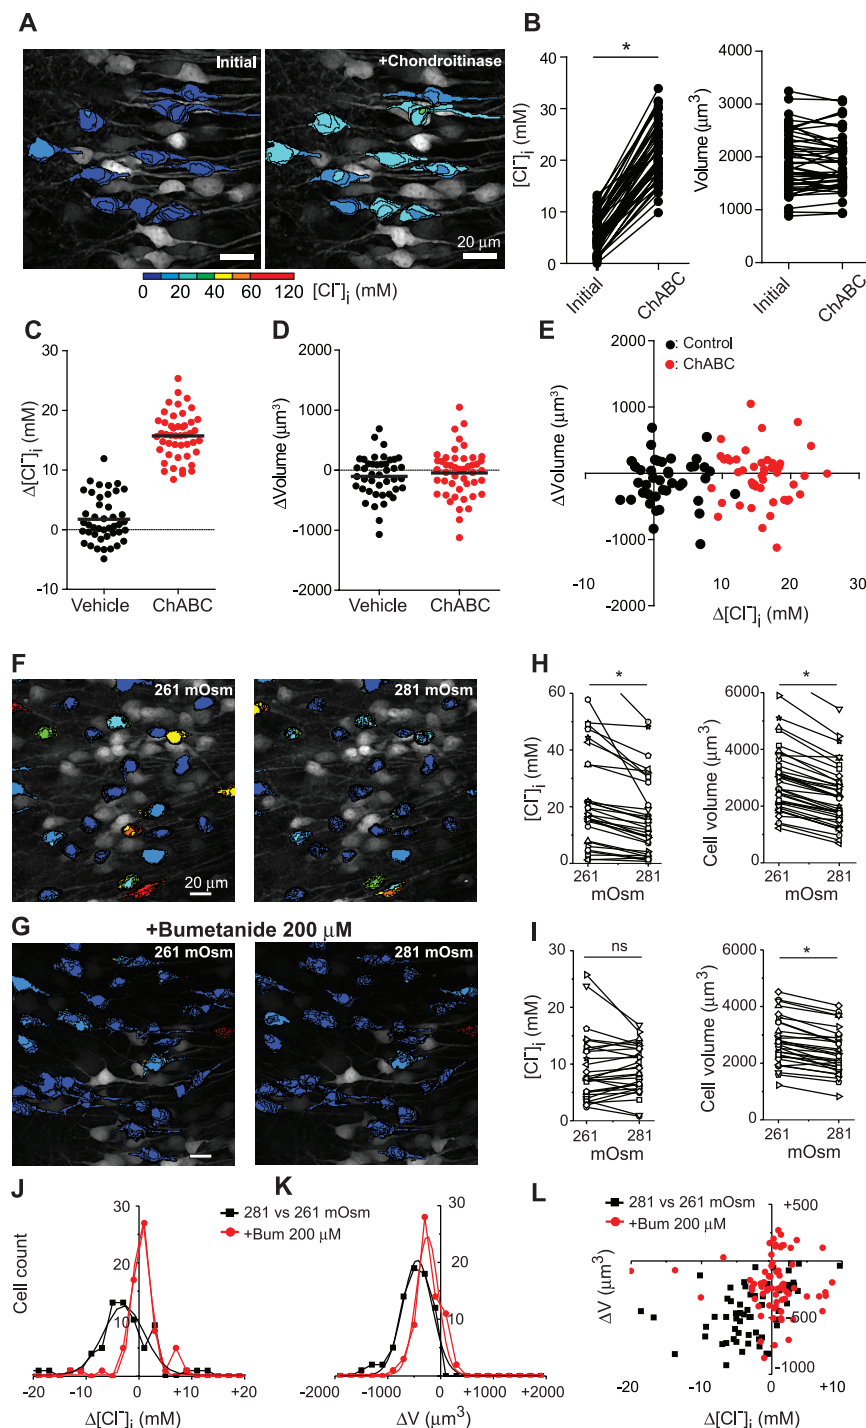 A
Initial
+Chondroitinase
20 μm
0 20 40 60 120 [Cl⁻]i (mM)
B
*
[Cl⁻]i (mM)
40
30
20
10
0
Initial
ChABC
Volume (μm³)
4000
3000
2000
1000
0
Initial
ChABC
C
Δ[Cl⁻]i (mM)
30
20
10
0
-10
Vehicle ChABC
D
ΔVolume (μm³)
2000
1000
0
-1000
-2000
Vehicle ChABC
E
●: Control
●: ChABC
ΔVolume (μm³)
2000
1000
0
-1000
-2000
-10 0 10 20 30
Δ[Cl⁻]i (mM)
F
261 mOsm
281 mOsm
20 μm
H
*
[Cl⁻]i (mM)
60
40
20
0
261 281
mOsm
*
Cell volume (μm³)
6000
4000
2000
0
261 281
mOsm
G
+Bumetanide 200 μM
261 mOsm
281 mOsm
I
ns
[Cl⁻]i (mM)
30
20
10
0
261 281
mOsm
*
Cell volume (μm³)
6000
4000
2000
0
261 281
mOsm
J
Cell count
30
20
10
0
281 vs 261 mOsm
+Bum 200 μM
-20 -10 0 +10 +20
Δ[Cl⁻]i (mM)
K
30
20
10
0
-2000 -1000 0 +1000 +2000
ΔV (μm³)
L
281 vs 261 mOsm
+Bum 200 μM
ΔV (μm³)
+500
-500
-1000
-20 -10 0 +10
Δ[Cl⁻]i (mM)